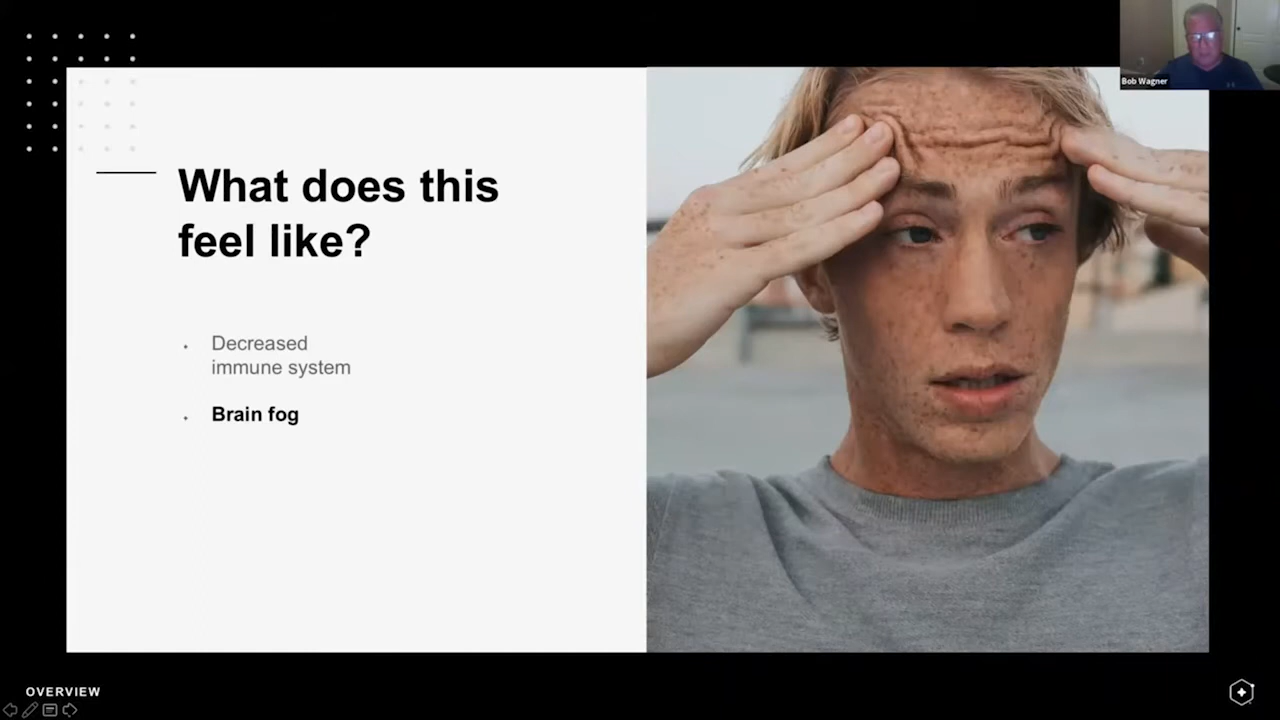 Bob Wagner
What does this
feel like?
Decreased
immune system
Brain fog
OVERVIEW